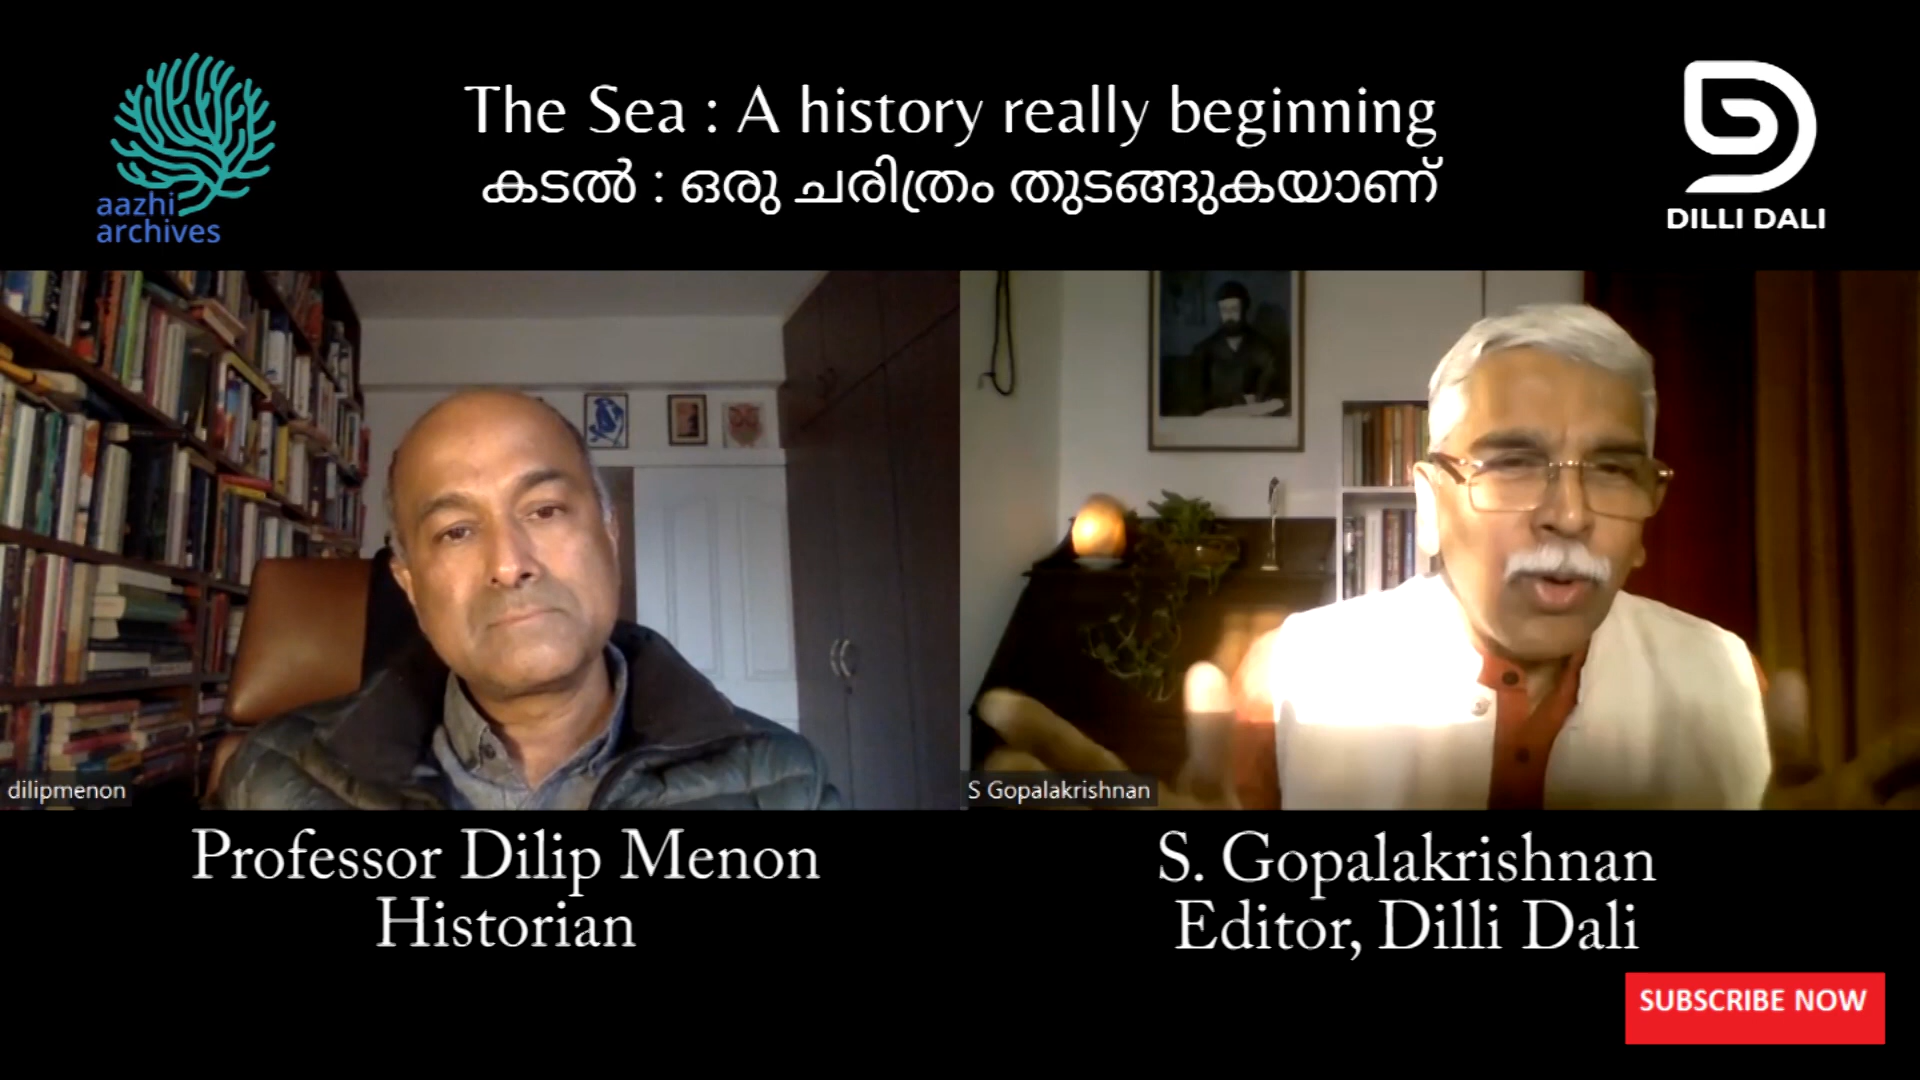 The Sea : A history really beginning
കടൽ : ഒരു ചരിത്രം തുടങ്ങുകയാണ്
aazhi
archives
DILLI DALI
dilipmenon
S Gopalakrishnan
Professor Dilip Menon
Historian
S. Gopalakrishnan
Editor, Dilli Dali
SUBSCRIBE NOW